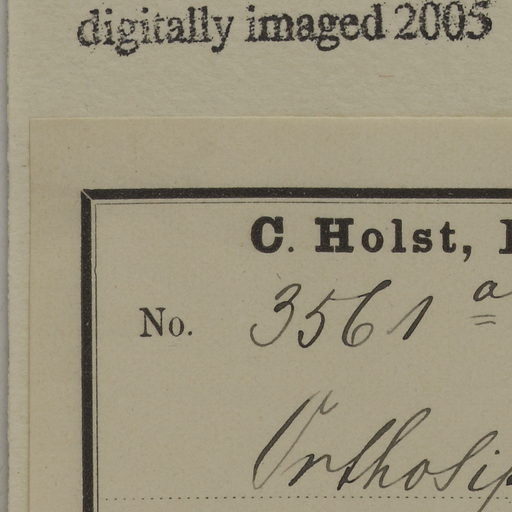 digitally imaged 2005
C. Holst,
No. 3561 a